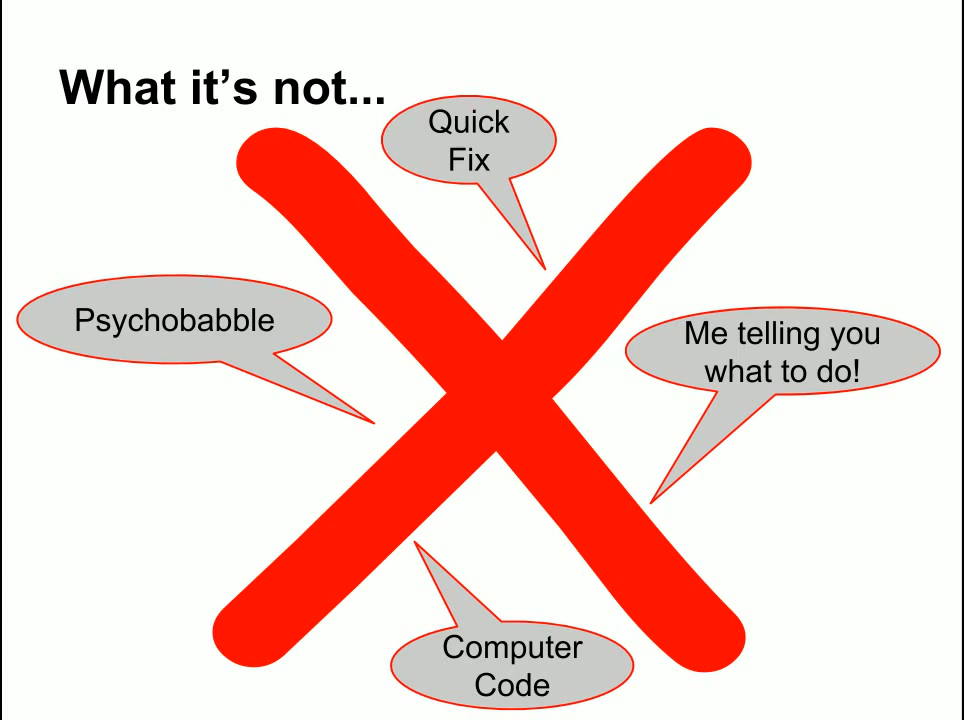 What it’s not...
Quick
Fix
Psychobabble
Me telling you
what to do!
Computer
Code